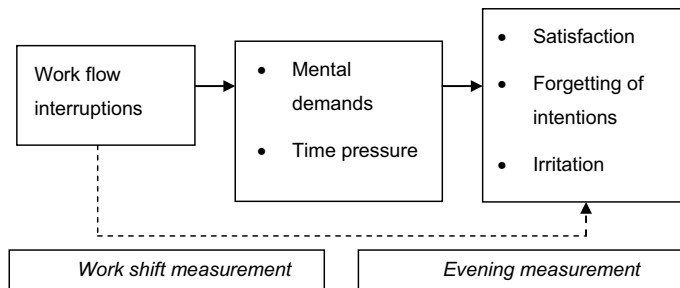 Work flow
interruptions
• Mental
demands
• Time pressure
• Satisfaction
• Forgetting of
intentions
• Irritation
Work shift measurement
Evening measurement